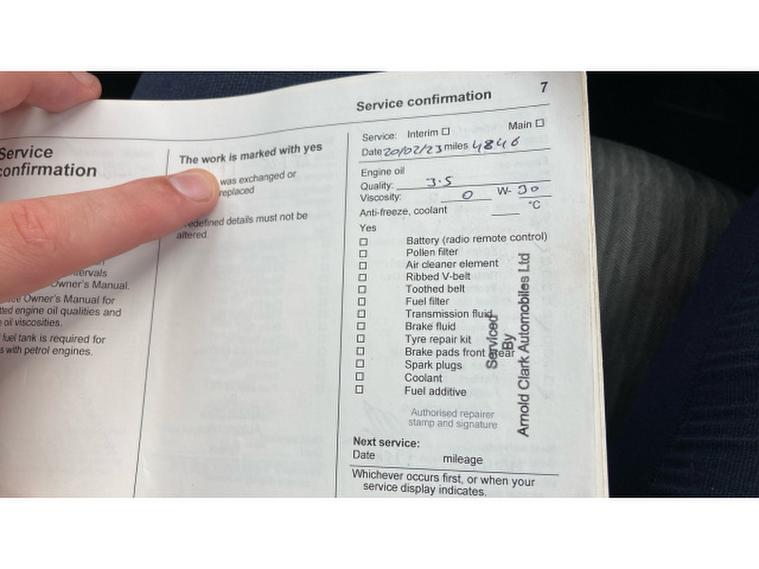 Service confirmation 7
Service
confirmation
tervals
Owner's Manual.
Owner's Manual for
engine oil qualities and
oil viscosities.
fuel tank is required for
with petrol engines.
The work is marked with yes
was exchanged or
replaced
details must not be
altered.
Service: Interim ☐ Main ☐
Date 20/02/23 miles 4846
Engine oil
Quality: 3.5
Viscosity: 0 W- 30
Anti-freeze, coolant °C
Yes
☐ Battery (radio remote control)
☐ Pollen filter
☐ Air cleaner element
☐ Ribbed V-belt
☐ Toothed belt
☐ Fuel filter
☐ Transmission fluid
☐ Brake fluid
☐ Tyre repair kit
☐ Brake pads front rear
☐ Spark plugs
☐ Coolant
☐ Fuel additive
Serviced
By
Arnold Clark Automobiles Ltd
Authorised repairer
stamp and signature
Next service:
Date mileage
Whichever occurs first, or when your
service display indicates.